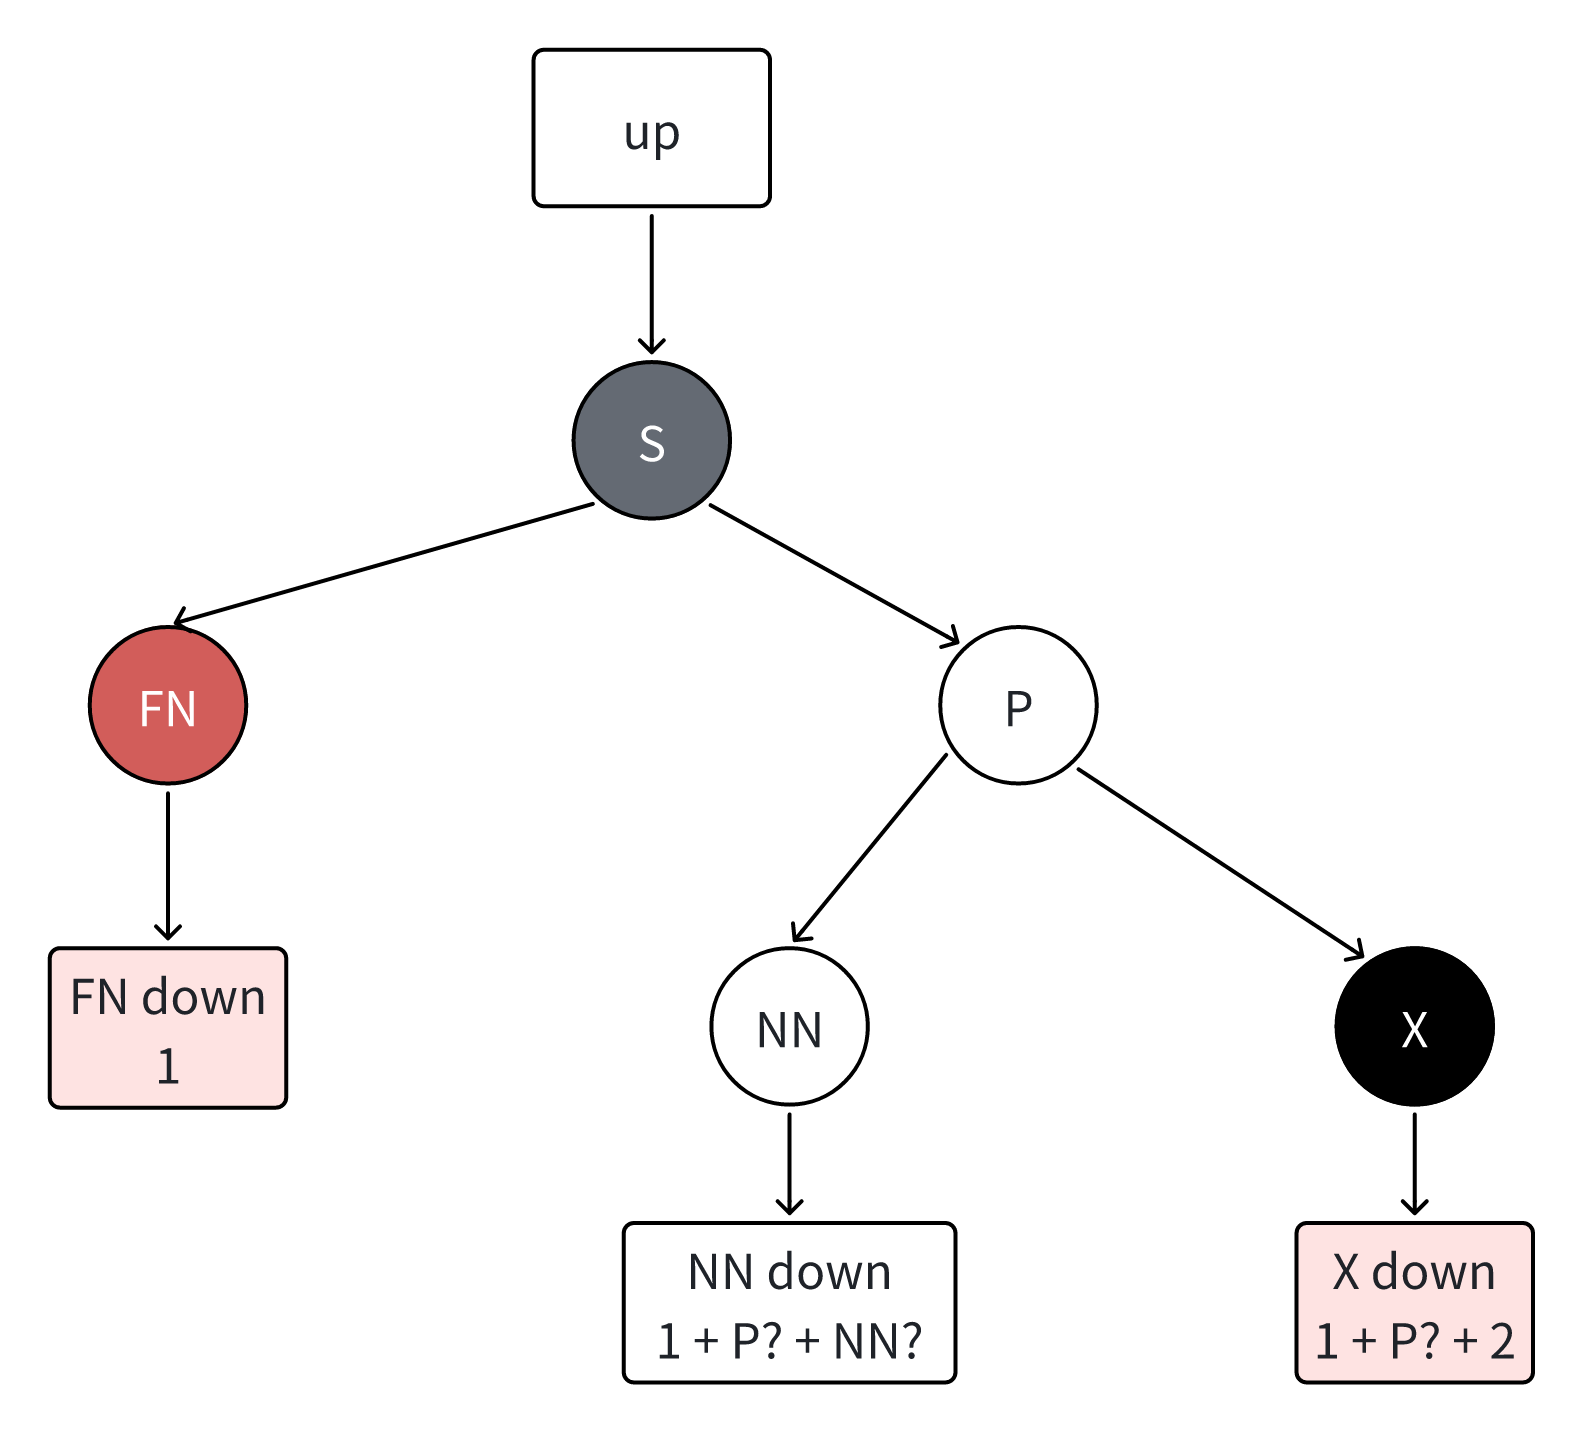 up
S
FN
P
FN down
1
NN
X
NN down
1 + P? + NN?
X down
1 + P? + 2